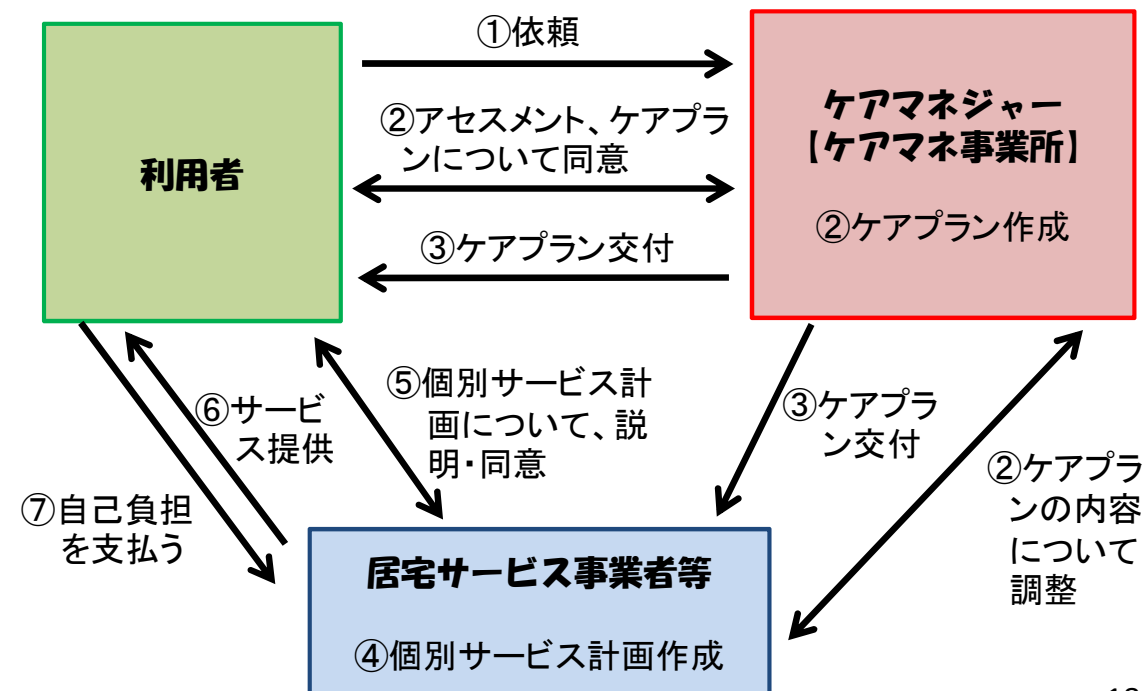 ①依頼
②アセスメント、ケアプラ
ンについて同意
③ケアプラン交付
利用者
ケアマネジャー
【ケアマネ事業所】
②ケアプラン作成
⑥サービ
ス提供
⑤個別サービス計
画について、説
明・同意
③ケアプラ
ン交付
②ケアプラ
ンの内容
について
調整
⑦自己負担
を支払う
居宅サービス事業者等
④個別サービス計画作成